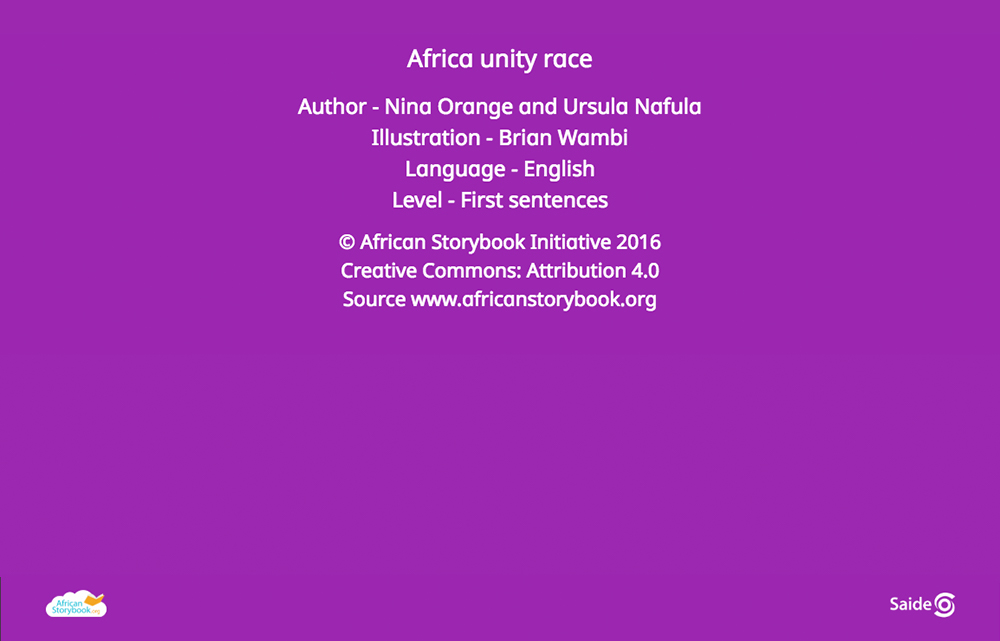 Africa unity race
Author - Nina Orange and Ursula Nafula
Illustration - Brian Wambi
Language - English
Level - First sentences
© African Storybook Initiative 2016
Creative Commons: Attribution 4.0
Source www.africanstorybook.org
African
Storybook.org
Saide